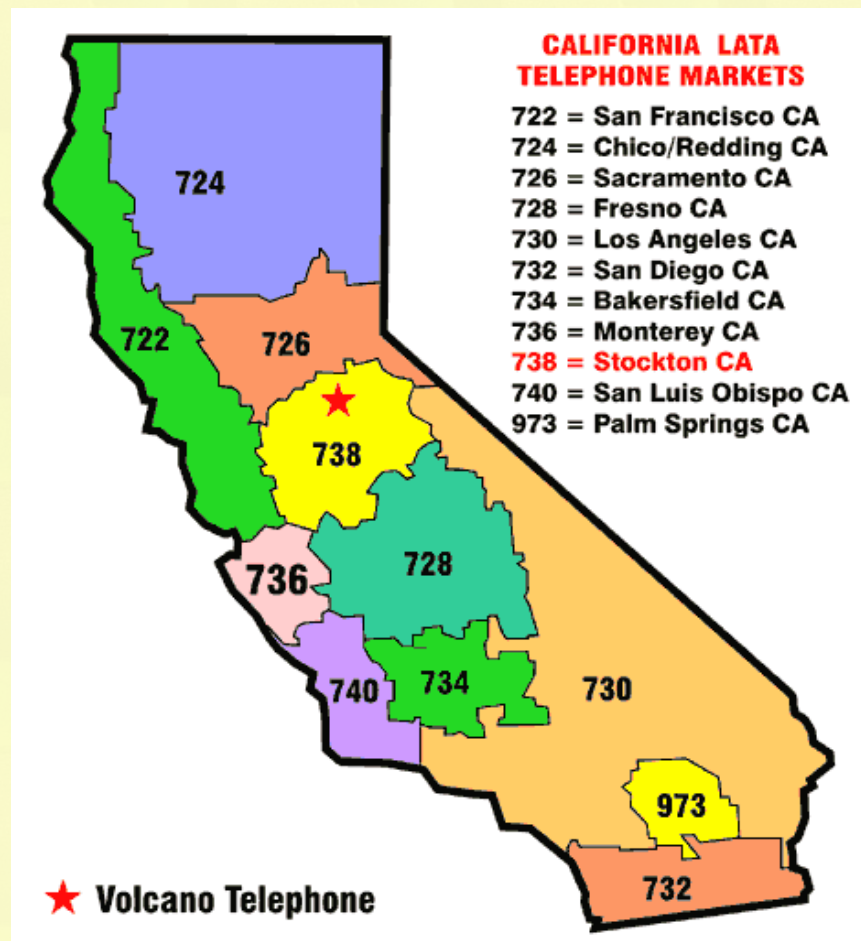 CALIFORNIA LATA
TELEPHONE MARKETS
722 = San Francisco CA
724 = Chico/Redding CA
726 = Sacramento CA
728 = Fresno CA
730 = Los Angeles CA
732 = San Diego CA
734 = Bakersfield CA
736 = Monterey CA
738 = Stockton CA
740 = San Luis Obispo CA
973 = Palm Springs CA
724
722
726
738
736
728
740
734
730
973
732
Volcano Telephone